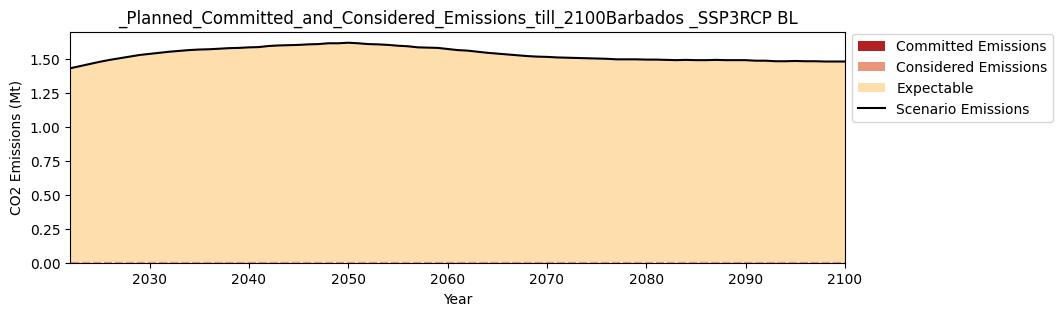 _Planned_Committed_and_Considered_Emissions_till_2100Barbados _SSP3RCP BL
Committed Emissions
Considered Emissions
Expectable
Scenario Emissions
CO2 Emissions (Mt)
1.50
1.25
1.00
0.75
0.50
0.25
0.00
2030 2040 2050 2060 2070 2080 2090 2100
Year